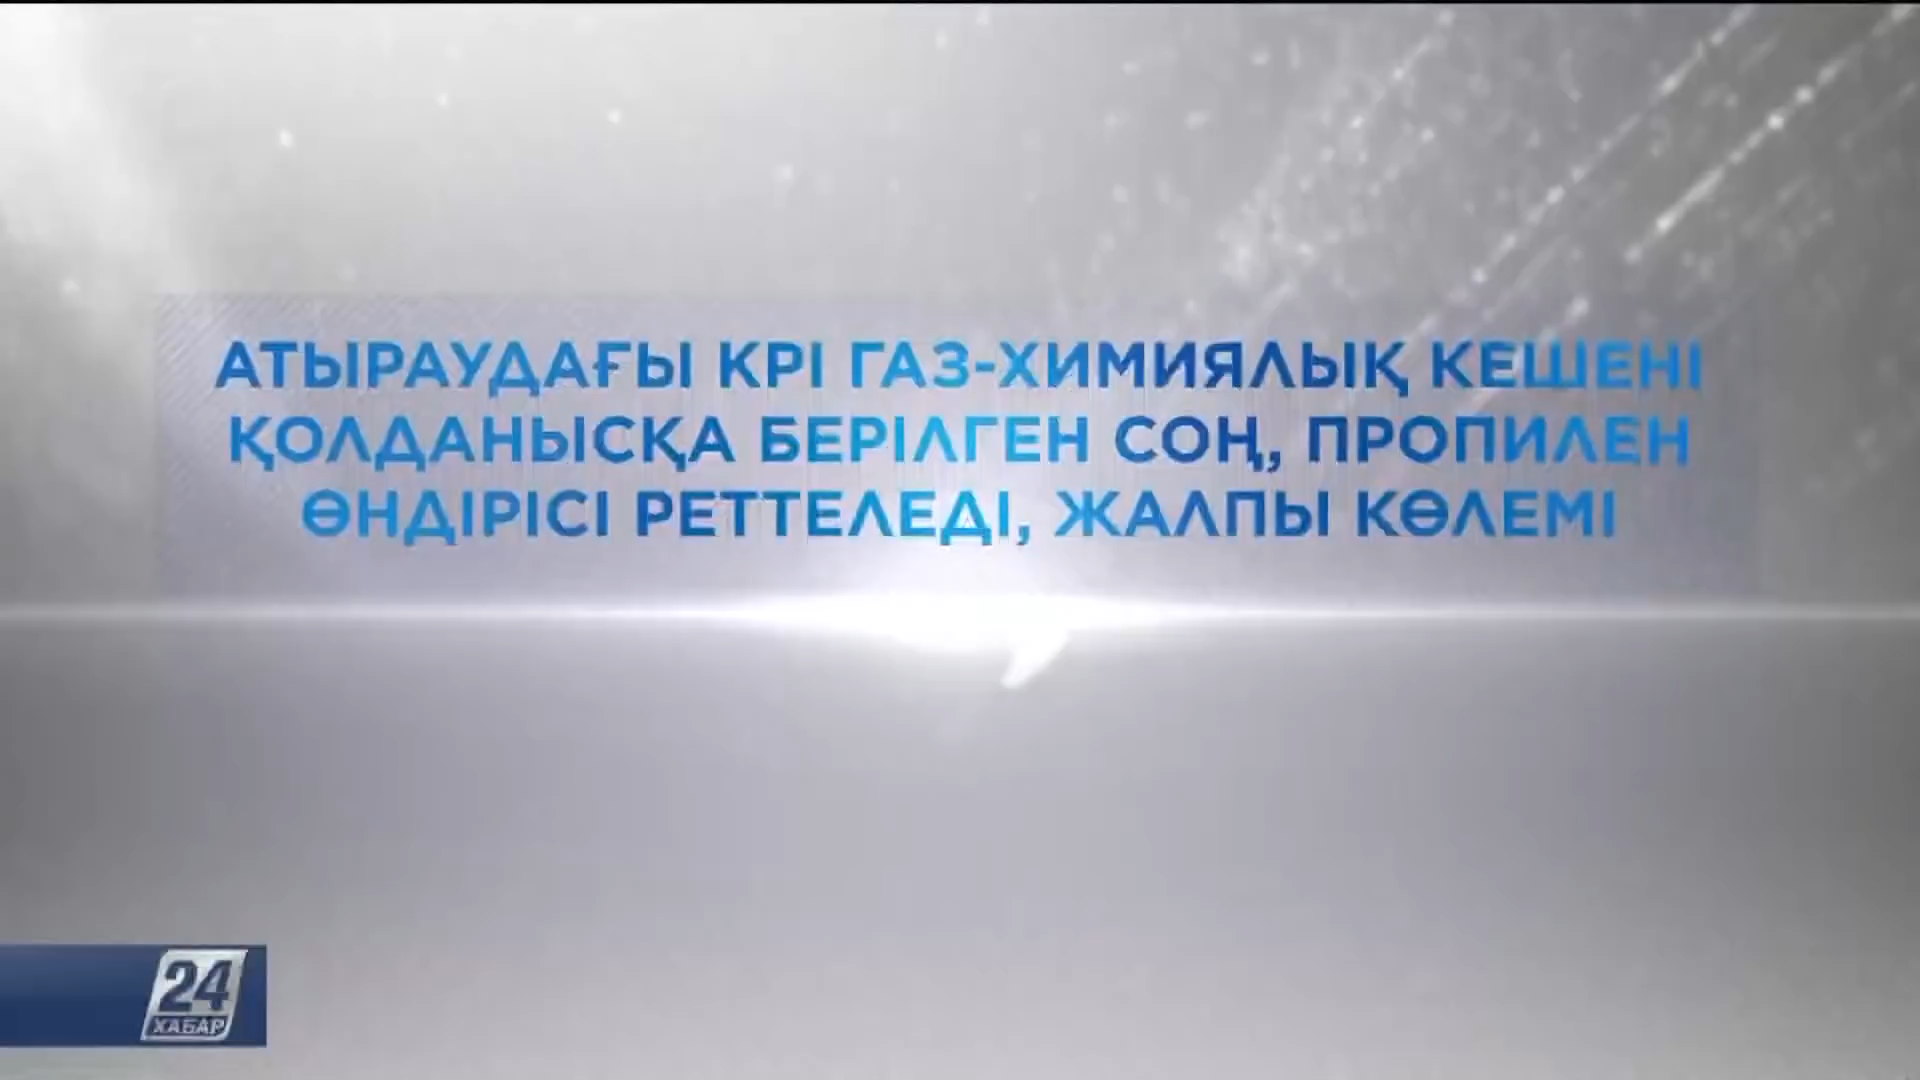 АТЫРАУДАҒЫ КРІ ГАЗ-ХИМИЯЛЫҚ КЕШЕНІ
ҚОЛДАНЫСҚА БЕРІЛГЕН СОҢ, ПРОПИЛЕН
ӨНДІРІСІ РЕТТЕЛЕДІ, ЖАЛПЫ КӨЛЕМІ
24
ХАБАР